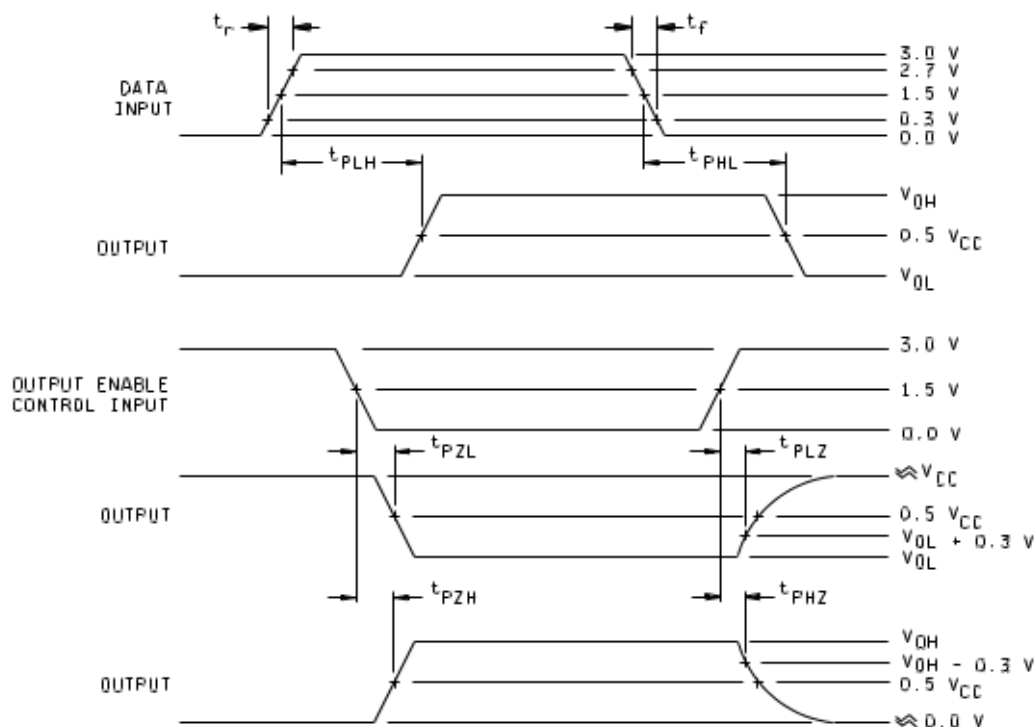 tr
tf
3.0 V
2.7 V
DATA
INPUT
1.5 V
0.3 V
0.0 V
tPLH
tPHL
VOH
OUTPUT
0.5 VCC
VOL
3.0 V
OUTPUT ENABLE
CONTROL INPUT
1.5 V
0.0 V
tPZL
tPLZ
≈ VCC
OUTPUT
0.5 VCC
VOL + 0.3 V
VOL
tPZH
tPHZ
VOH
VOH - 0.3 V
OUTPUT
0.5 VCC
≈ 0.0 V